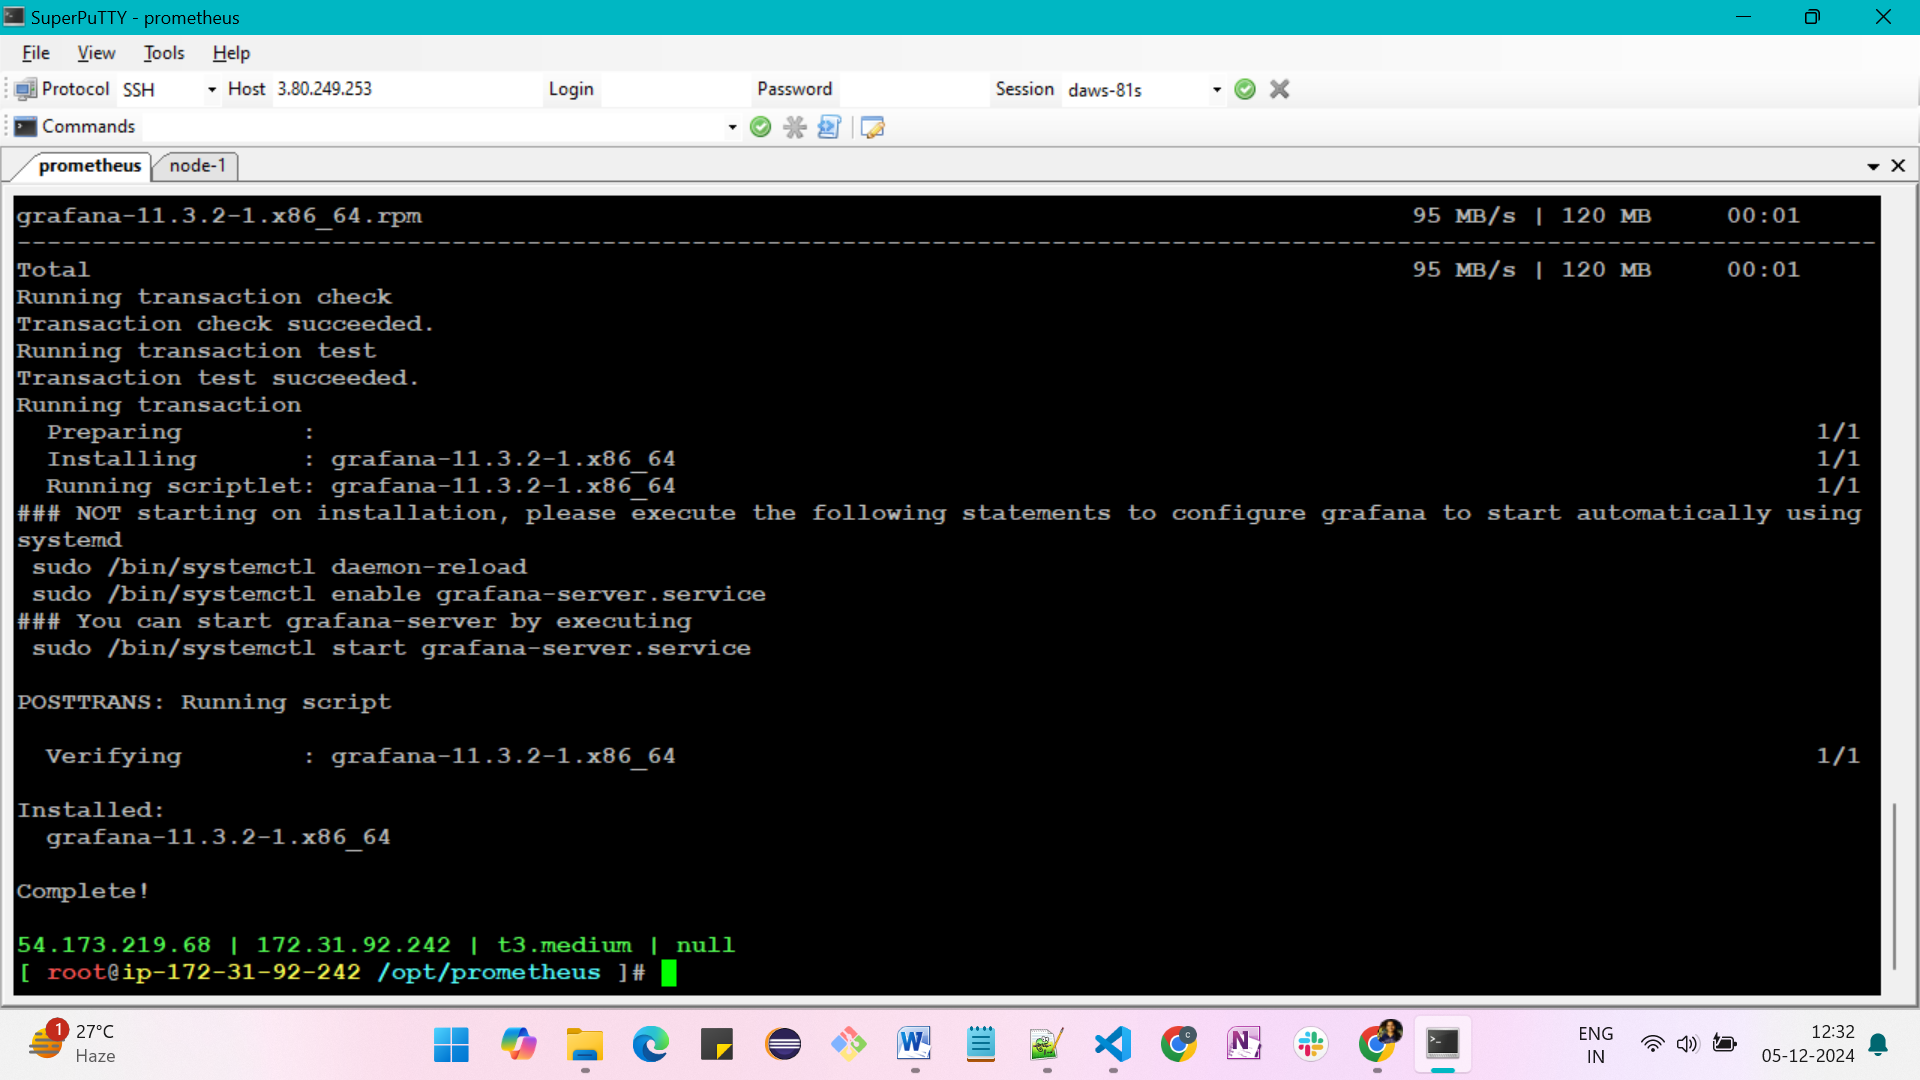 SuperPuTTY - prometheus
File View Tools Help
Protocol SSH Host 3.80.249.253 Login Password Session daws-81s
Commands
prometheus node-1
grafana-11.3.2-1.x86_64.rpm 95 MB/s | 120 MB 00:01
--------------------------------------------------------------------------------------------------------------------------
Total 95 MB/s | 120 MB 00:01
Running transaction check
Transaction check succeeded.
Running transaction test
Transaction test succeeded.
Running transaction
Preparing : 1/1
Installing : grafana-11.3.2-1.x86_64 1/1
Running scriptlet: grafana-11.3.2-1.x86_64 1/1
### NOT starting on installation, please execute the following statements to configure grafana to start automatically using
systemd
sudo /bin/systemctl daemon-reload
sudo /bin/systemctl enable grafana-server.service
### You can start grafana-server by executing
sudo /bin/systemctl start grafana-server.service
POSTTRANS: Running script
Verifying : grafana-11.3.2-1.x86_64 1/1
Installed:
grafana-11.3.2-1.x86_64
Complete!
54.173.219.68 | 172.31.92.242 | t3.medium | null
[ root@ip-172-31-92-242 /opt/prometheus ]#
1 27°C
Haze
ENG
IN
12:32
05-12-2024